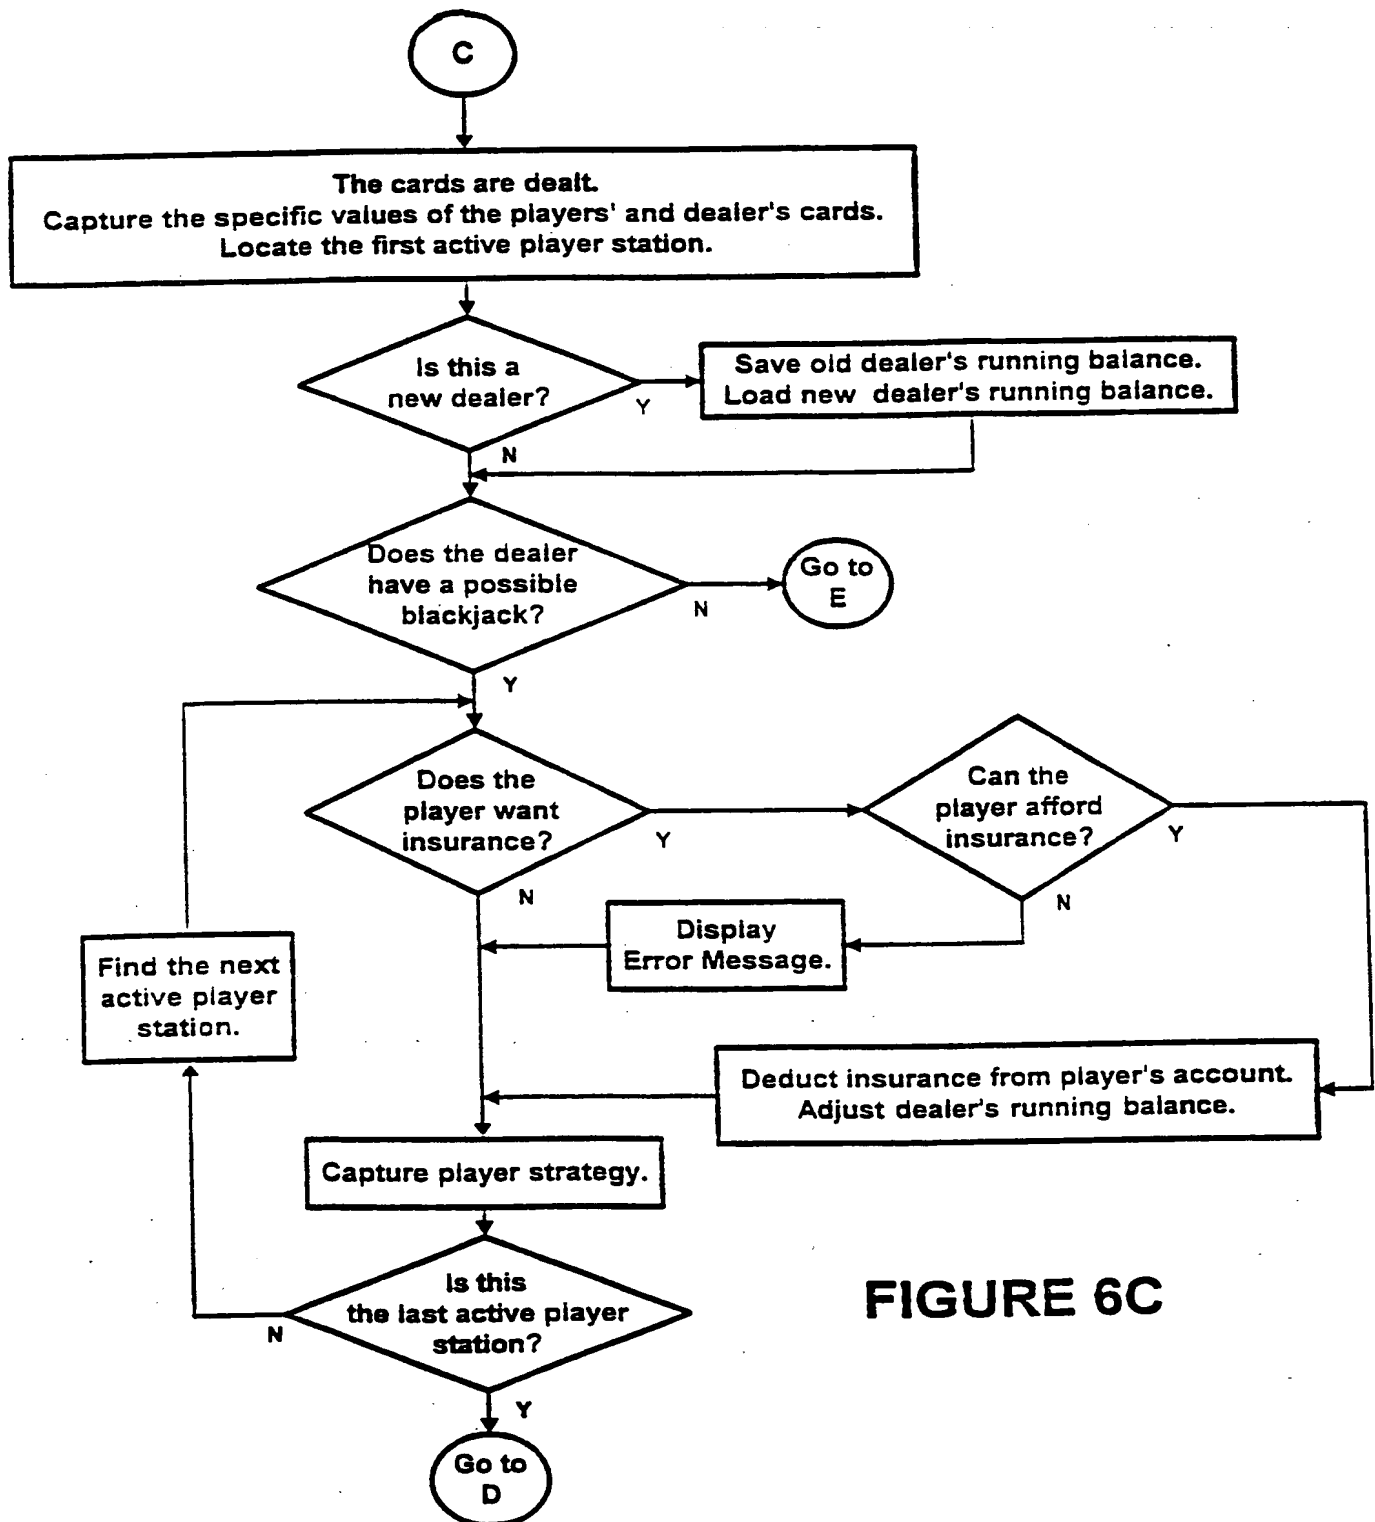 C
The cards are dealt.
Capture the specific values of the players' and dealer's cards.
Locate the first active player station.
Is this a
new dealer?
Y
Save old dealer's running balance.
Load new dealer's running balance.
N
Does the dealer
have a possible
blackjack?
N
Go to
E
Y
Does the
player want
insurance?
Y
Can the
player afford
insurance?
Y
N
N
Display
Error Message.
Find the next
active player
station.
Deduct insurance from player's account.
Adjust dealer's running balance.
Capture player strategy.
Is this
the last active player
station?
N
Y
Go to
D
FIGURE 6C